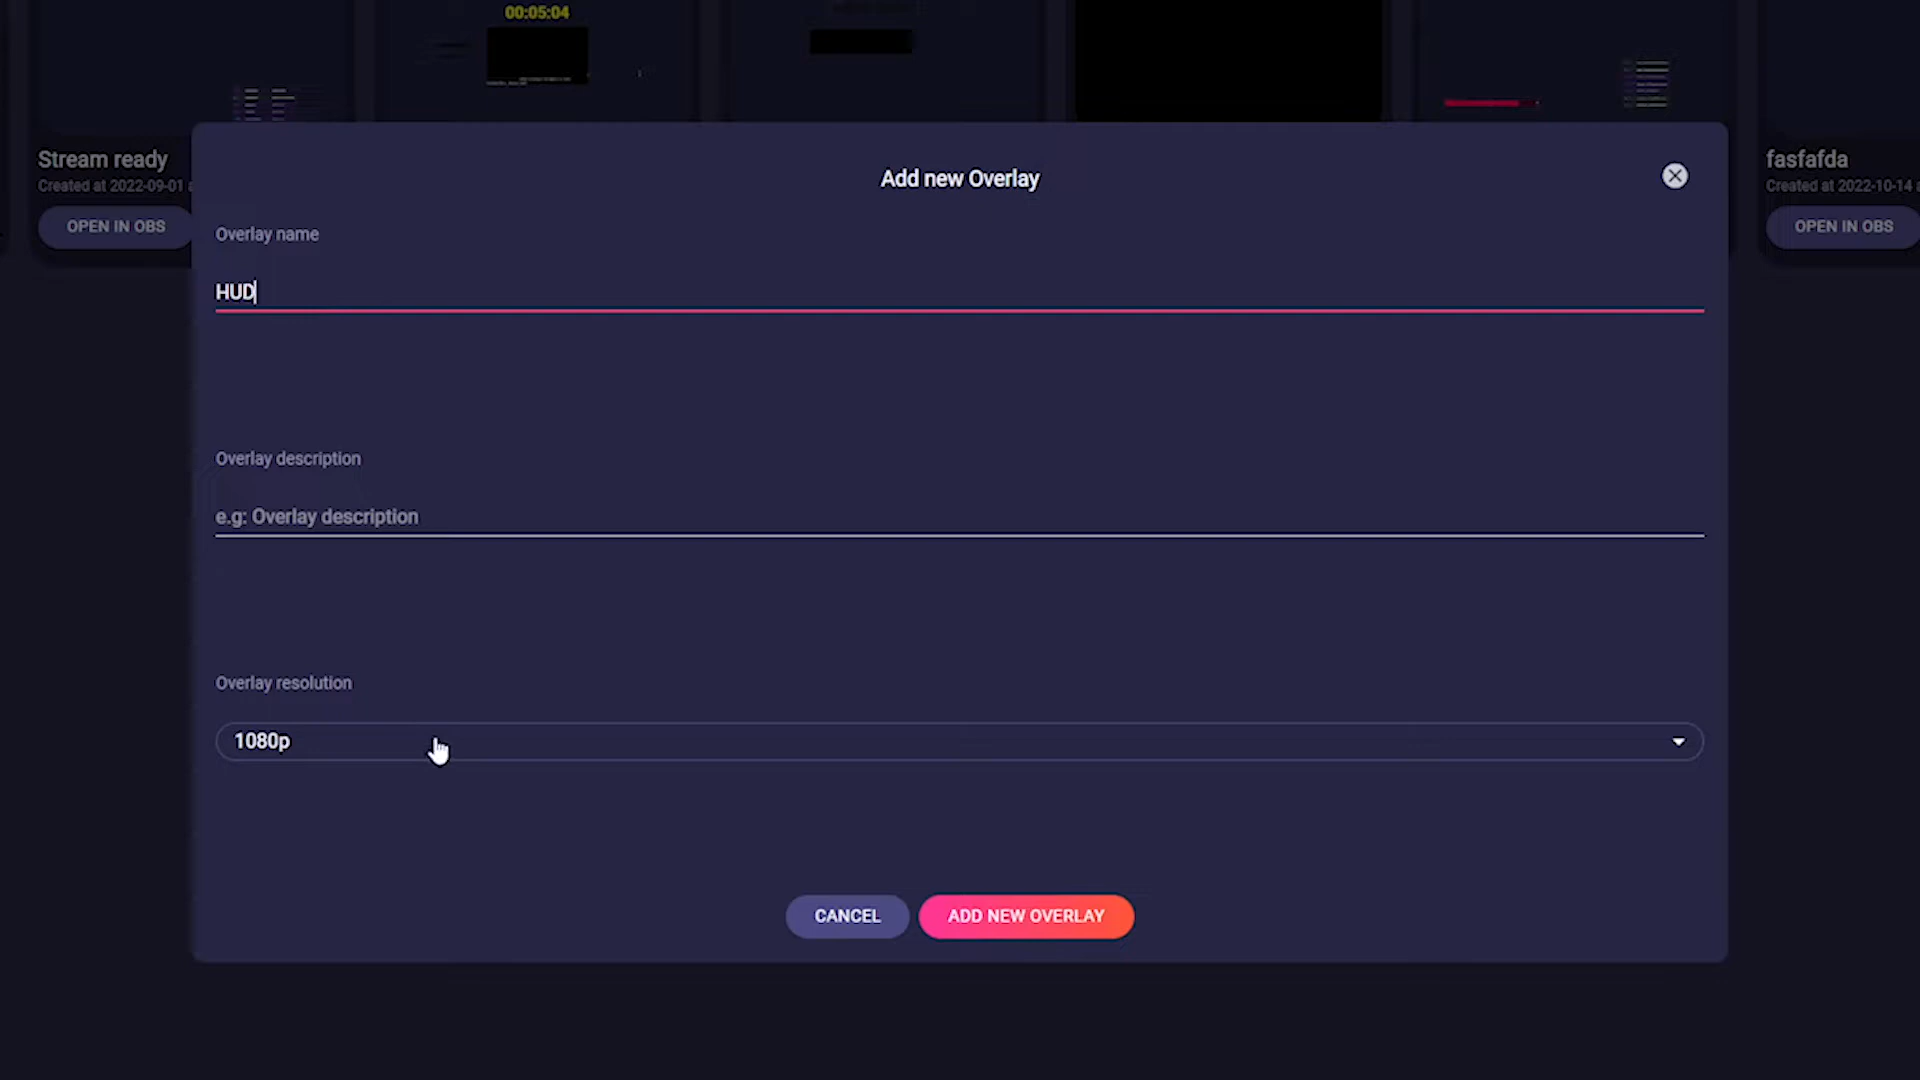 00:05:04
Stream ready
Created at 2022-09-01
OPEN IN OBS
fasfafda
Created at 2022-10-14
OPEN IN OBS
Add new Overlay
Overlay name
HUD
Overlay description
e.g: Overlay description
Overlay resolution
1080p
CANCEL
ADD NEW OVERLAY